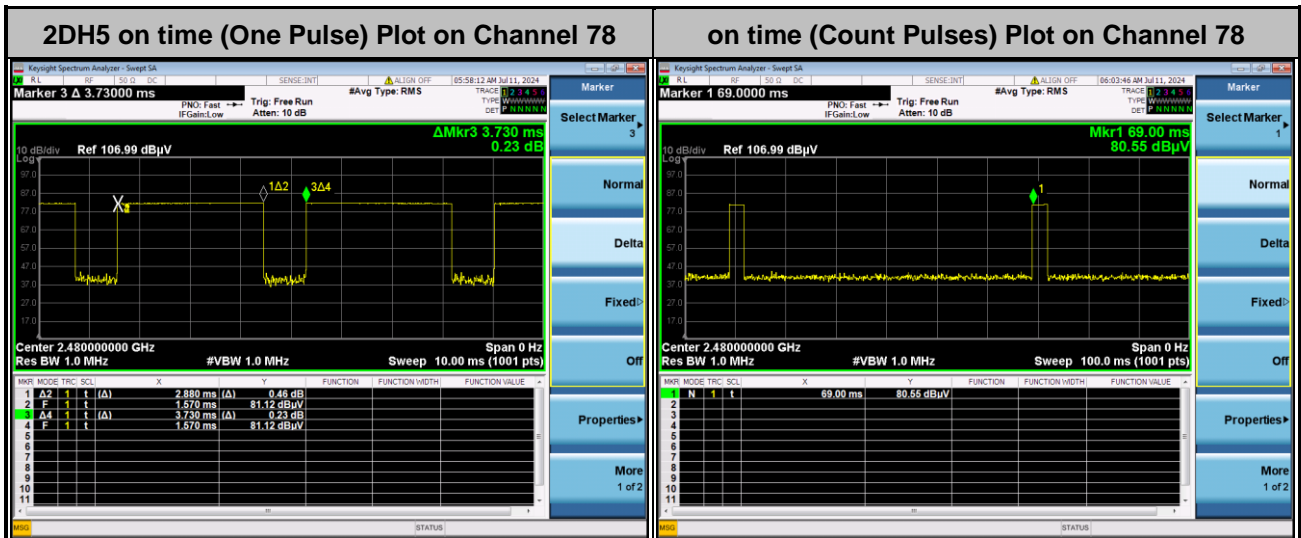 2DH5 on time (One Pulse) Plot on Channel 78
Keysight Spectrum Analyzer - Swept SA
RL RF 50 Ω DC SENSE:INT ALIGN OFF 05:58:12 AM Jul 11, 2024
Marker 3 Δ 3.73000 ms
PNO: Fast
IFGain:Low
Trig: Free Run
Atten: 10 dB
#Avg Type: RMS
TRACE 1 2 3 4 5 6
TYPE WWWWWW
DET P N N N N N
ΔMkr3 3.730 ms
0.23 dB
10 dB/div Ref 106.99 dBµV
Log
97.0
87.0
77.0
67.0
57.0
47.0
37.0
27.0
17.0
1Δ2
3Δ4
Center 2.480000000 GHz Span 0 Hz
Res BW 1.0 MHz #VBW 1.0 MHz Sweep 10.00 ms (1001 pts)
MKR MODE TRC SCL X Y FUNCTION FUNCTION WIDTH FUNCTION VALUE
1 Δ2 1 t (Δ) 2.880 ms (Δ) 0.46 dB
2 F 1 t 1.570 ms 81.12 dBµV
3 Δ4 1 t (Δ) 3.730 ms (Δ) 0.23 dB
4 F 1 t 1.570 ms 81.12 dBµV
5
6
7
8
9
10
11
MSG STATUS
Marker
Select Marker
3
Normal
Delta
Fixed
Off
Properties
More
1 of 2
on time (Count Pulses) Plot on Channel 78
Keysight Spectrum Analyzer - Swept SA
RL RF 50 Ω DC SENSE:INT ALIGN OFF 06:03:46 AM Jul 11, 2024
Marker 1 69.0000 ms
PNO: Fast
IFGain:Low
Trig: Free Run
Atten: 10 dB
#Avg Type: RMS
TRACE 1 2 3 4 5 6
TYPE WWWWWW
DET P N N N N N
Mkr1 69.00 ms
80.55 dBµV
10 dB/div Ref 106.99 dBµV
Log
97.0
87.0
77.0
67.0
57.0
47.0
37.0
27.0
17.0
1
Center 2.480000000 GHz Span 0 Hz
Res BW 1.0 MHz #VBW 1.0 MHz Sweep 100.0 ms (1001 pts)
MKR MODE TRC SCL X Y FUNCTION FUNCTION WIDTH FUNCTION VALUE
1 N 1 t 69.00 ms 80.55 dBµV
2
3
4
5
6
7
8
9
10
11
MSG STATUS
Marker
Select Marker
1
Normal
Delta
Fixed
Off
Properties
More
1 of 2